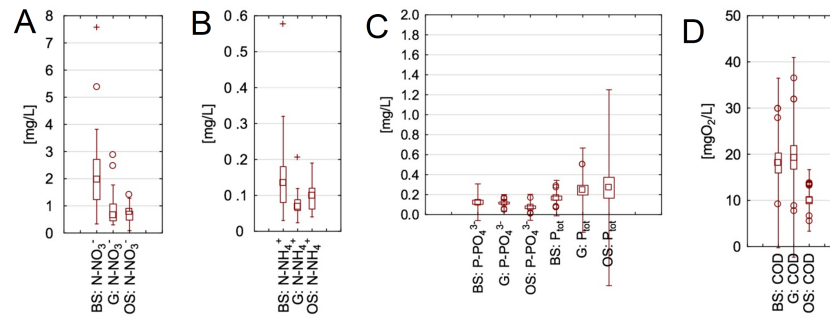 A
8
7
6
5
4
3
2
1
0
[mg/L]
BS: N-NO₃⁻
G: N-NO₃⁻
OS: N-NO₃⁻
B
0.6
0.5
0.4
0.3
0.2
0.1
0
[mg/L]
BS: N-NH₄⁺
G: N-NH₄⁺
OS: N-NH₄⁺
C
2.0
1.8
1.6
1.4
1.2
1.0
0.8
0.6
0.4
0.2
0.0
[mg/L]
BS: P-PO₄³⁻
G: P-PO₄³⁻
OS: P-PO₄³⁻
BS: Pₜₒₜ
G: Pₜₒₜ
OS: Pₜₒₜ
D
50
40
30
20
10
0
[mgO₂/L]
BS: COD
G: COD
OS: COD